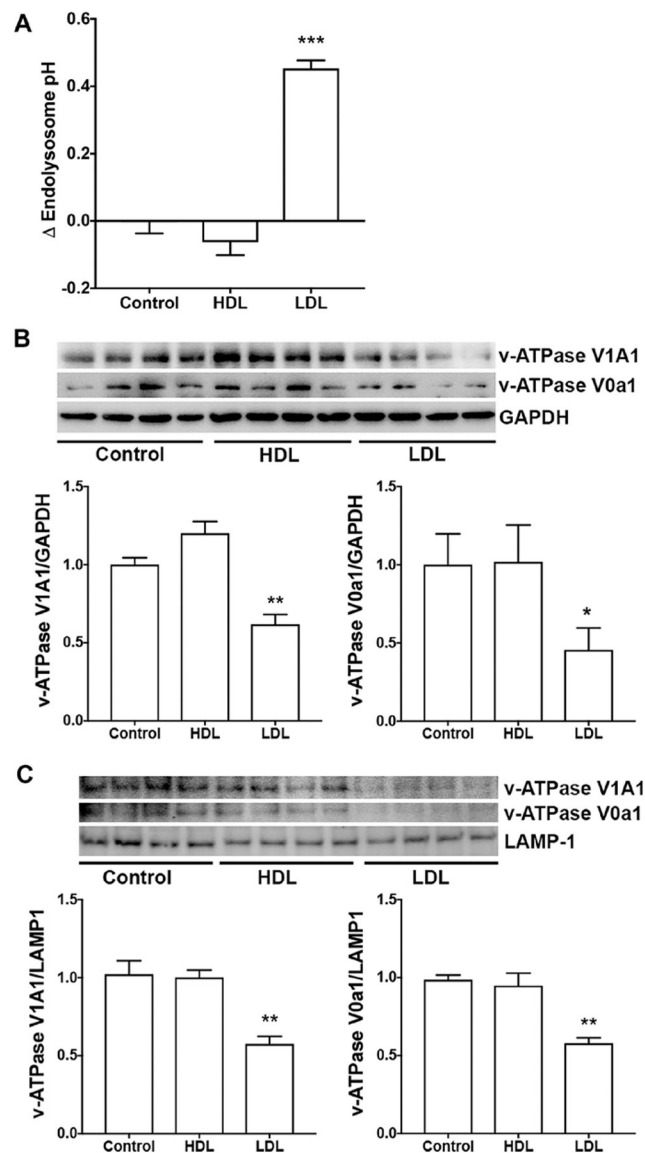 A
Δ Endolysosome pH
0.6
0.4
0.2
0.0
-0.2
***
Control HDL LDL
B
v-ATPase V1A1
v-ATPase V0a1
GAPDH
Control HDL LDL
v-ATPase V1A1/GAPDH
1.5
1.0
0.5
0.0
**
Control HDL LDL
v-ATPase V0a1/GAPDH
1.5
1.0
0.5
0.0
*
Control HDL LDL
C
v-ATPase V1A1
v-ATPase V0a1
LAMP-1
Control HDL LDL
v-ATPase V1A1/LAMP1
1.5
1.0
0.5
0.0
**
Control HDL LDL
v-ATPase V0a1/LAMP1
1.5
1.0
0.5
0.0
**
Control HDL LDL